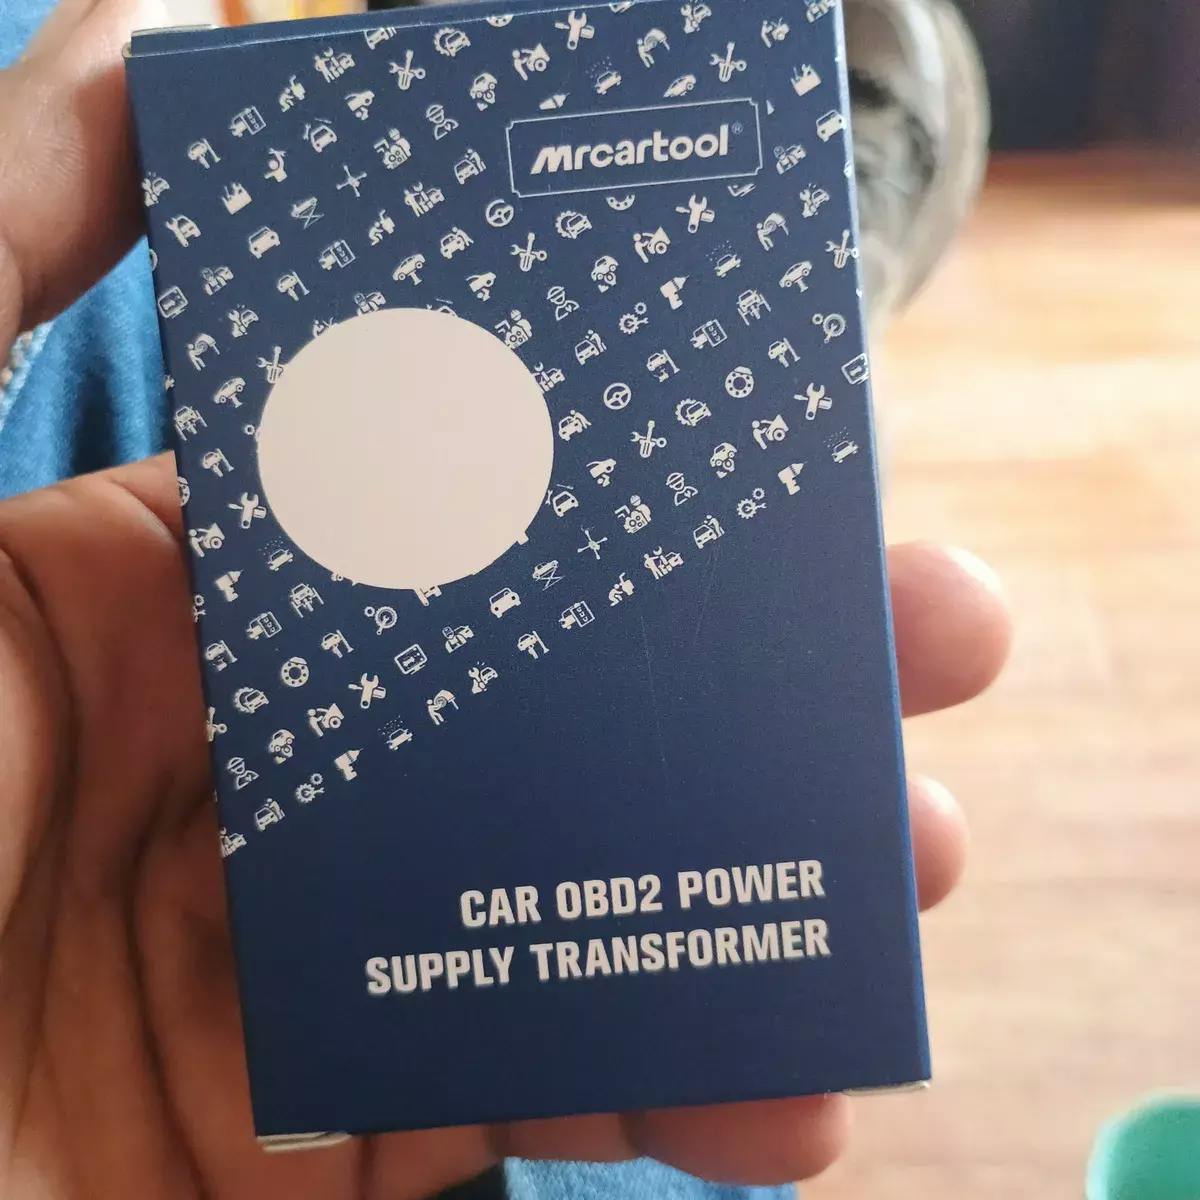 Mrcartool®
CAR OBD2 POWER
SUPPLY TRANSFORMER